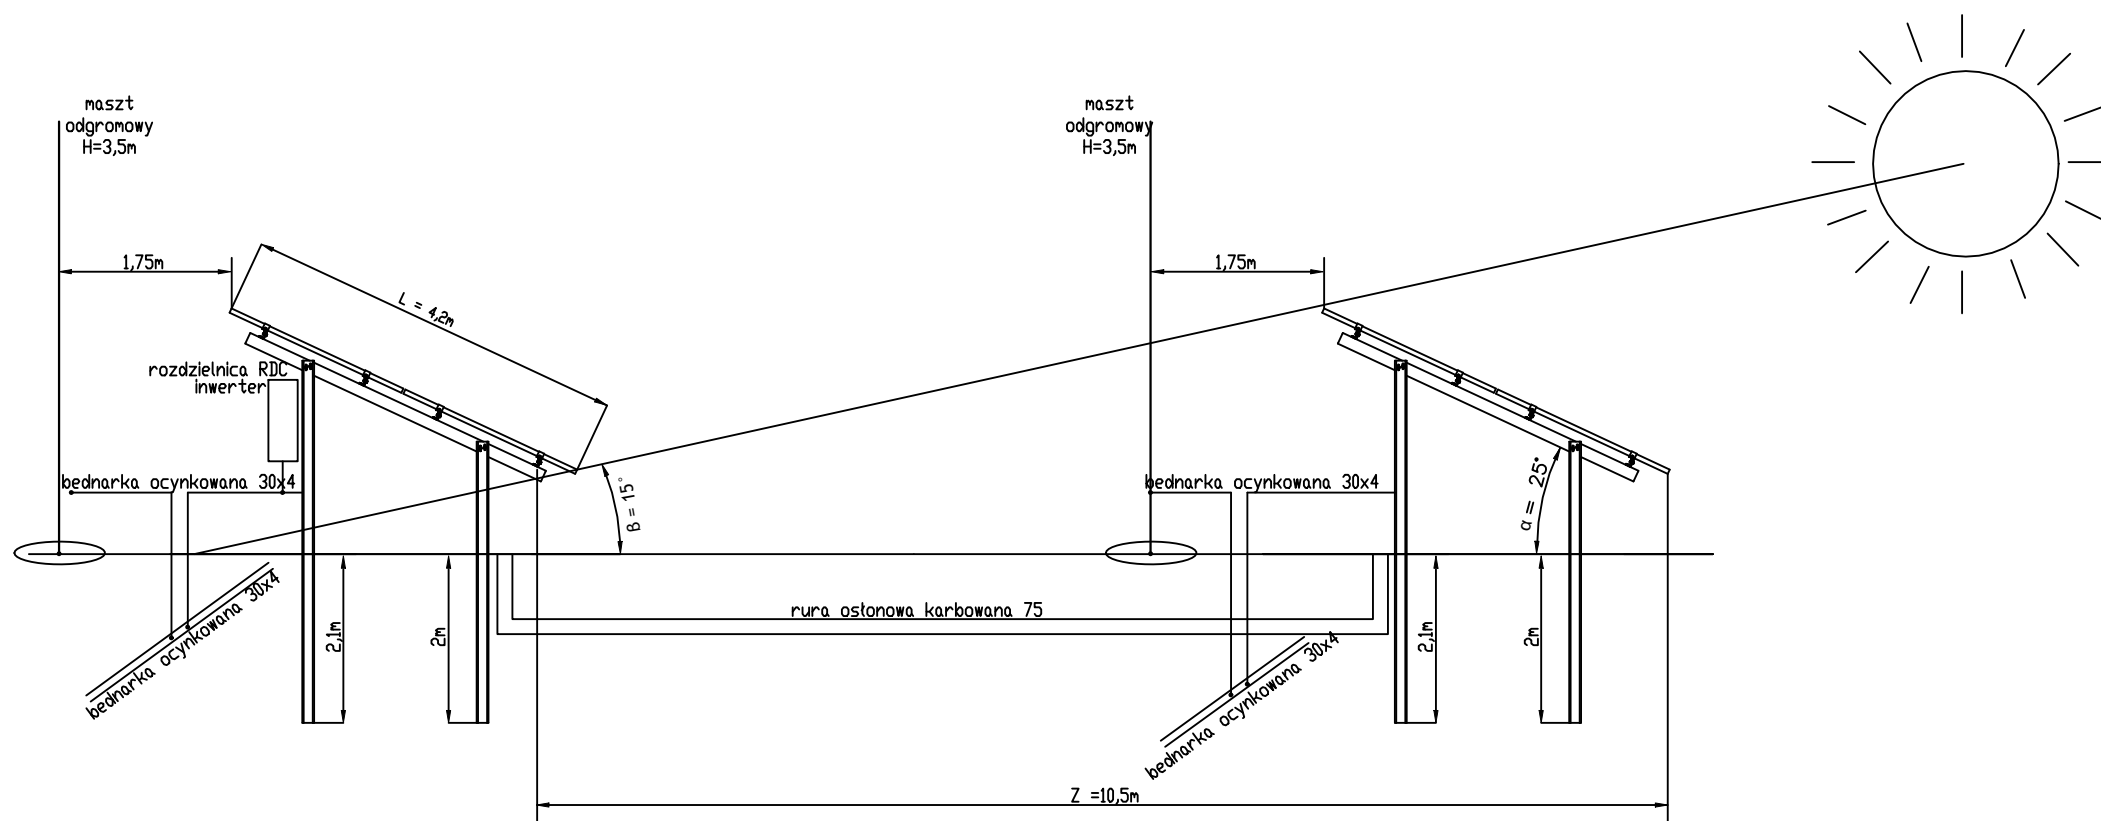 maszt
odgromowy
H=3,5m
maszt
odgromowy
H=3,5m
1,75m
1,75m
L = 4,2m
rozdzielnica RDC
inwerter
bednarka ocynkowana 30x4
B = 15°
bednarka ocynkowana 30x4
α = 25°
bednarka ocynkowana 30x4
2,1m
2m
rura osłonowa karbowana 75
bednarka ocynkowana 30x4
2,1m
2m
Z =10,5m